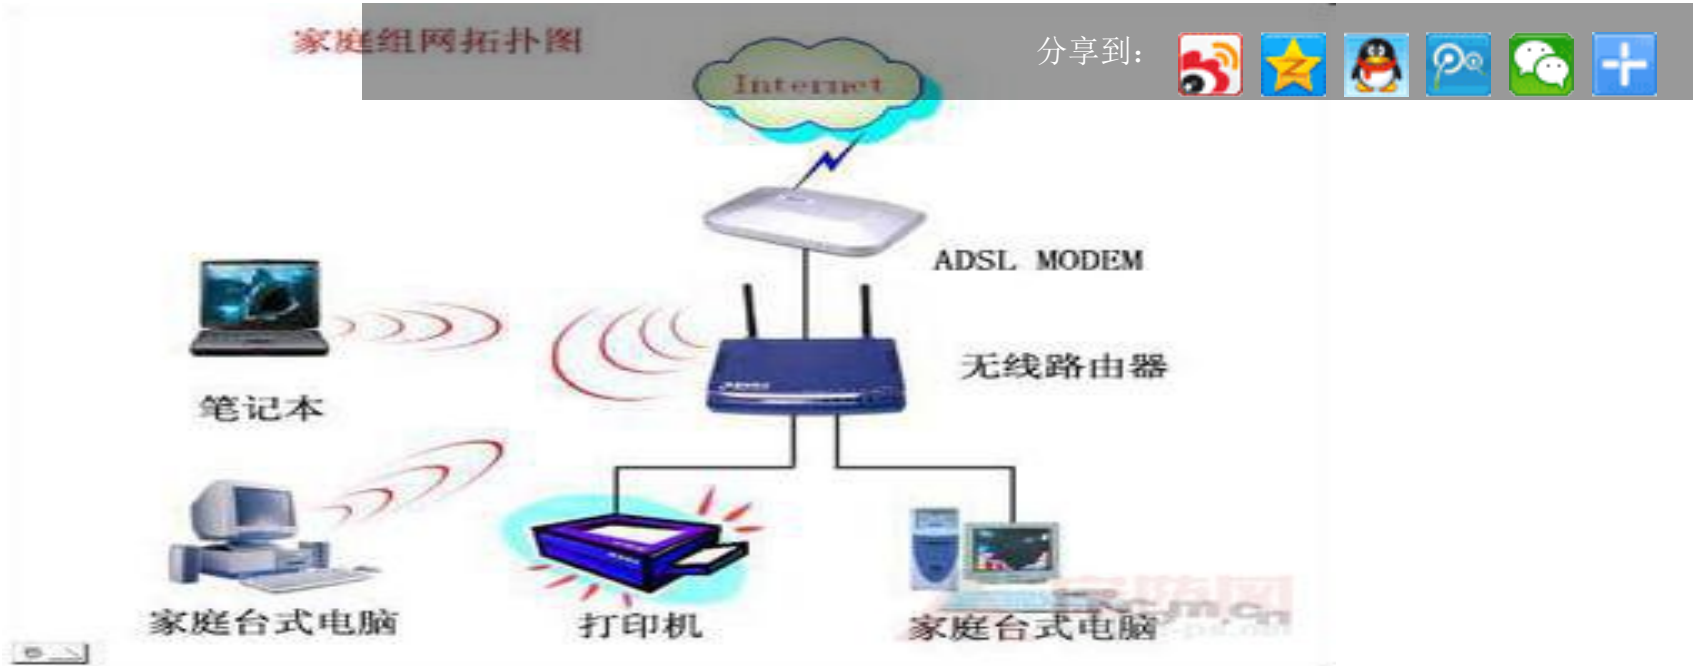 家庭组网拓扑图
分享到：
Internet
ADSL MODEM
无线路由器
笔记本
家庭台式电脑
打印机
家庭台式电脑